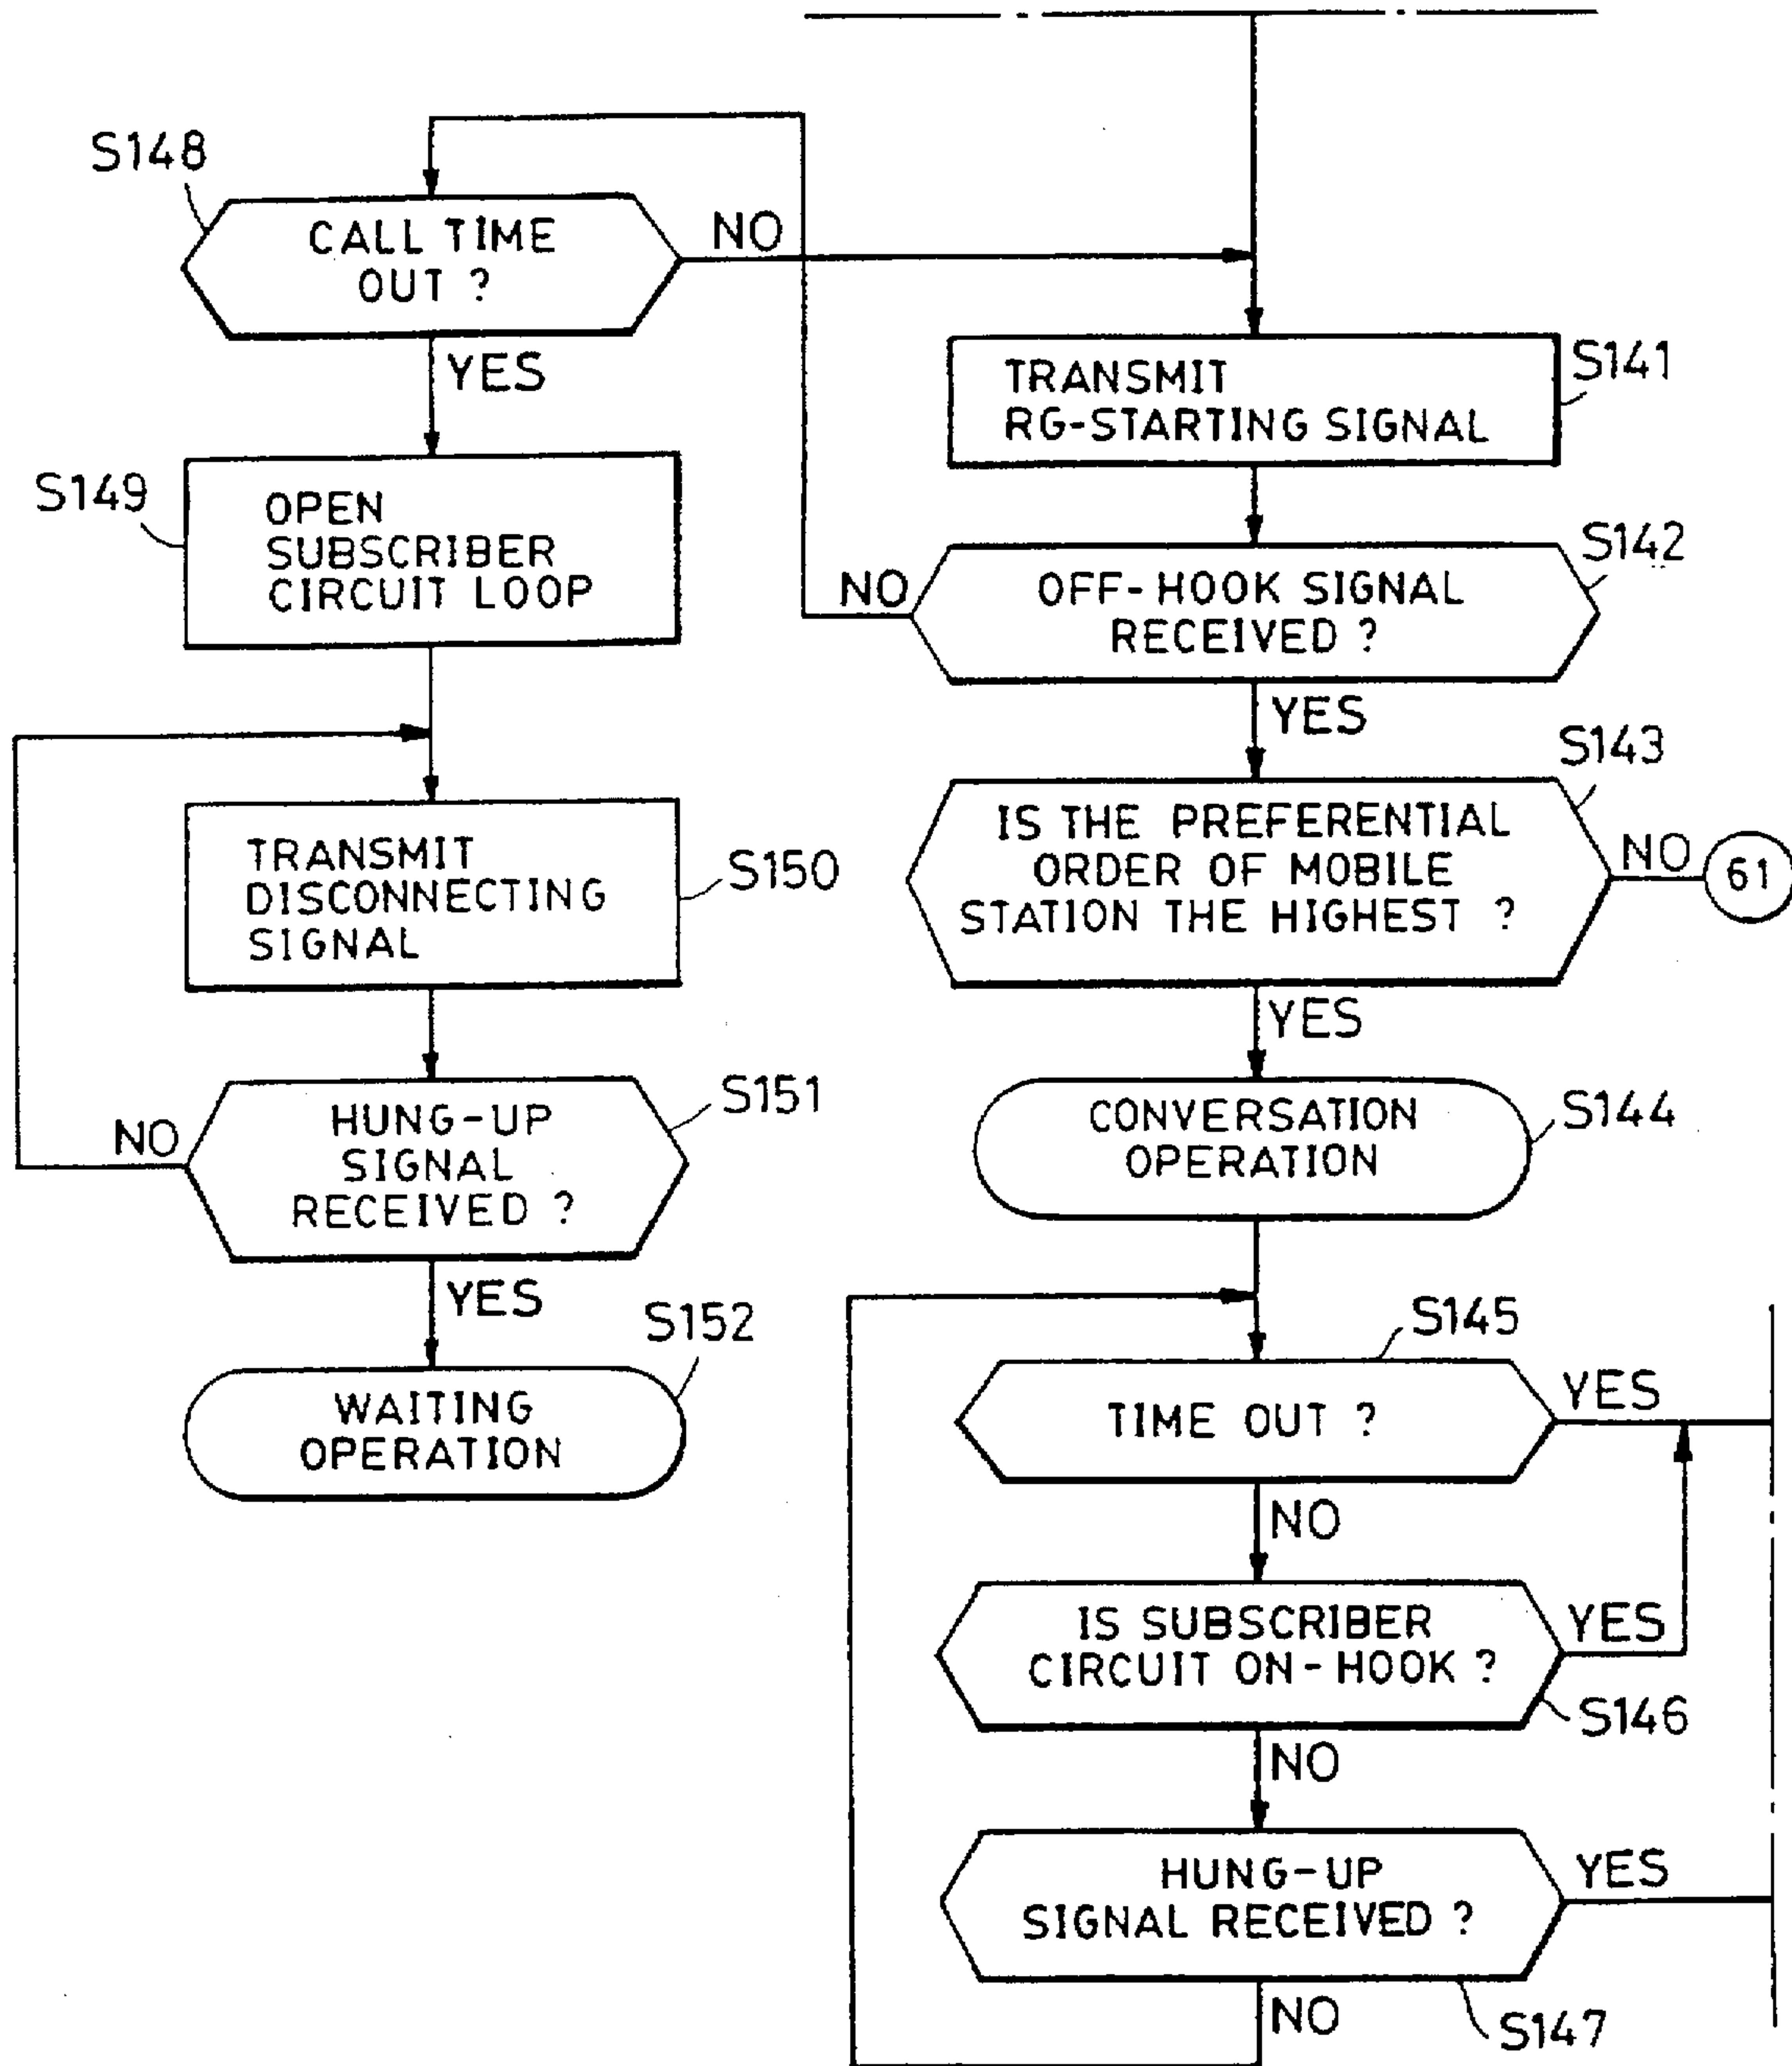 S148
CALL TIME
OUT ?
NO
YES
S149
OPEN
SUBSCRIBER
CIRCUIT LOOP
TRANSMIT
DISCONNECTING
SIGNAL
S150
HUNG-UP
SIGNAL
RECEIVED ?
S151
NO
YES
S152
WAITING
OPERATION
S141
TRANSMIT
RG-STARTING SIGNAL
S142
NO
OFF-HOOK SIGNAL
RECEIVED ?
YES
S143
IS THE PREFERENTIAL
ORDER OF MOBILE
STATION THE HIGHEST ?
NO
61
YES
CONVERSATION
OPERATION
S144
S145
TIME OUT ?
YES
NO
IS SUBSCRIBER
CIRCUIT ON-HOOK ?
YES
S146
NO
HUNG-UP
SIGNAL RECEIVED ?
YES
NO
S147